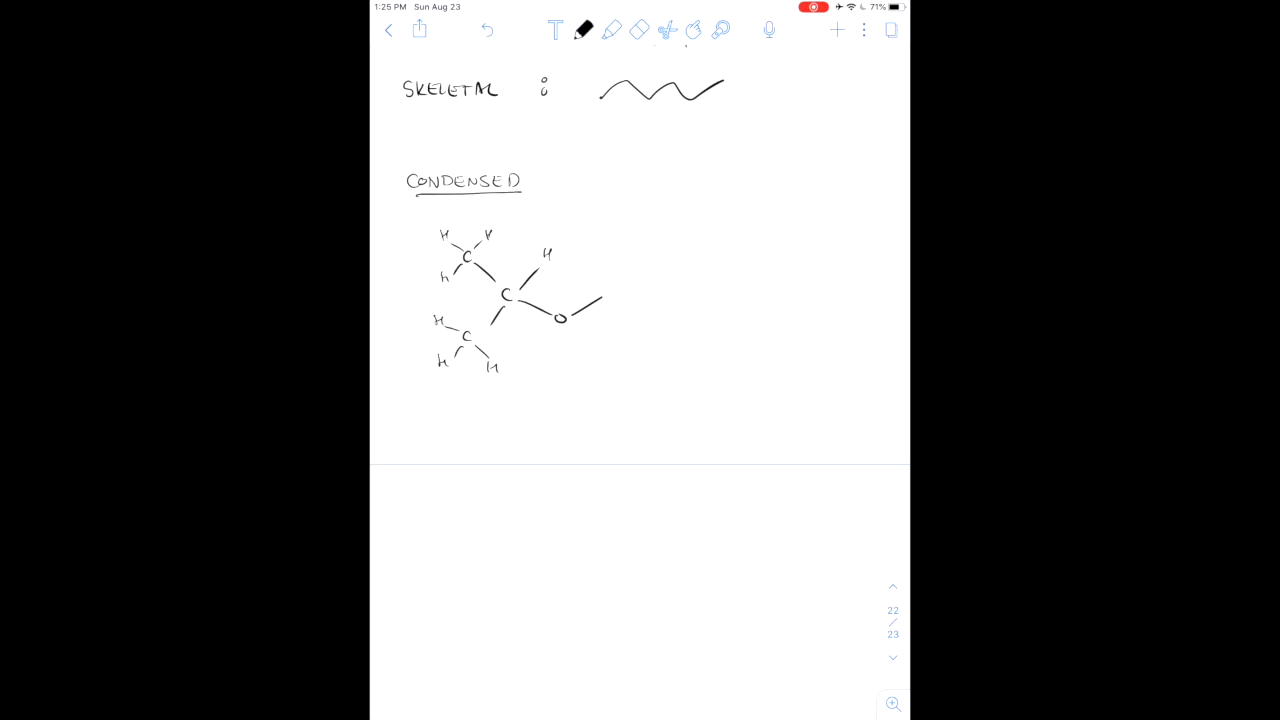 1:25 PM Sun Aug 23 71%
T
SKELETAL :
CONDENSED
H H
H
C
H
C
H
C
O
H
H
22
/
23